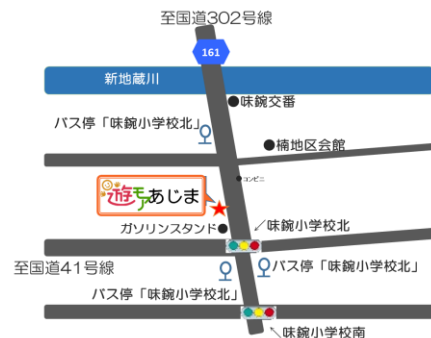 至国道302号線
161
新地蔵川
●味鋺交番
バス停「味鋺小学校北」
●楠地区会館
●コンビニ
遊モアあじま
ガソリンスタンド●
↙味鋺小学校北
至国道41号線
バス停「味鋺小学校北」
バス停「味鋺小学校北」
↖味鋺小学校南